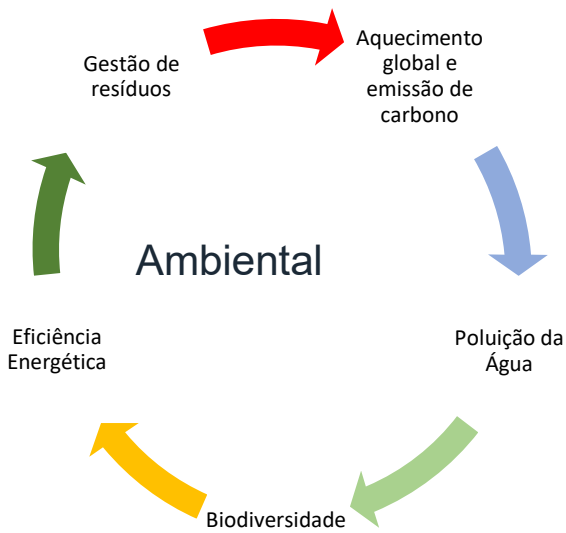 Gestão de
resíduos
Aquecimento
global e
emissão de
carbono
Ambiental
Eficiência
Energética
Poluição da
Água
Biodiversidade